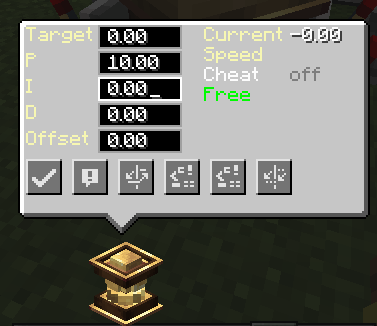 Target 0.00 Current -0.00
P 10.00 Speed
I 0.00_ Cheat off
D 0.00 Free
Offset 0.00